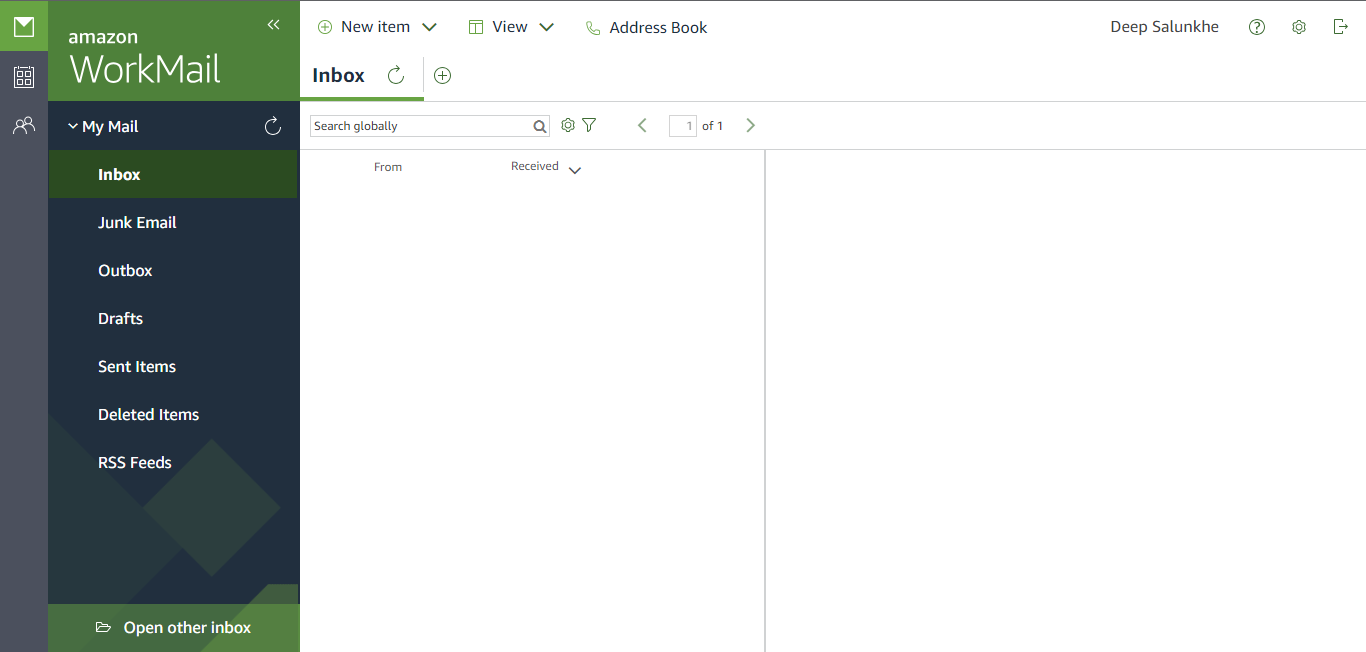 amazon
WorkMail
New item
View
Address Book
Deep Salunkhe
Inbox
My Mail
Search globally
1 of 1
Inbox
From
Received
Junk Email
Outbox
Drafts
Sent Items
Deleted Items
RSS Feeds
Open other inbox